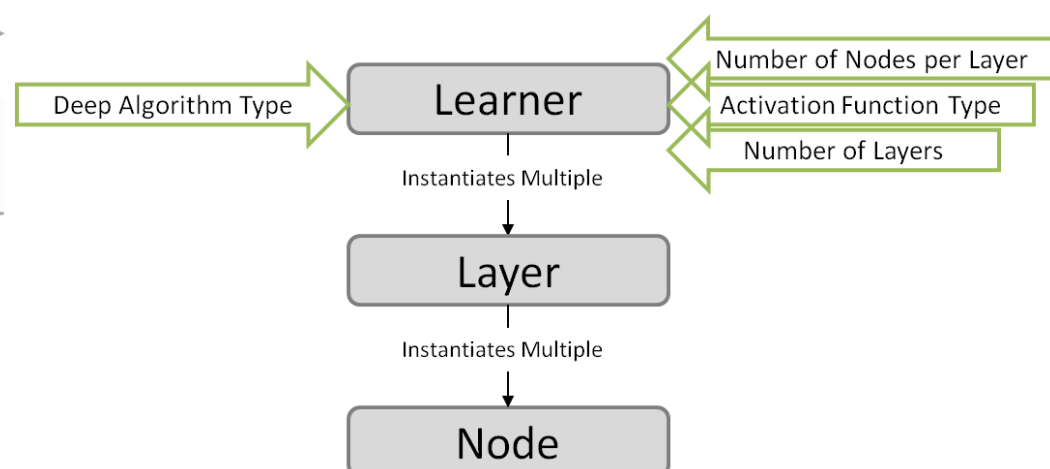 Number of Nodes per Layer
Deep Algorithm Type
Learner
Activation Function Type
Number of Layers
Instantiates Multiple
Layer
Instantiates Multiple
Node